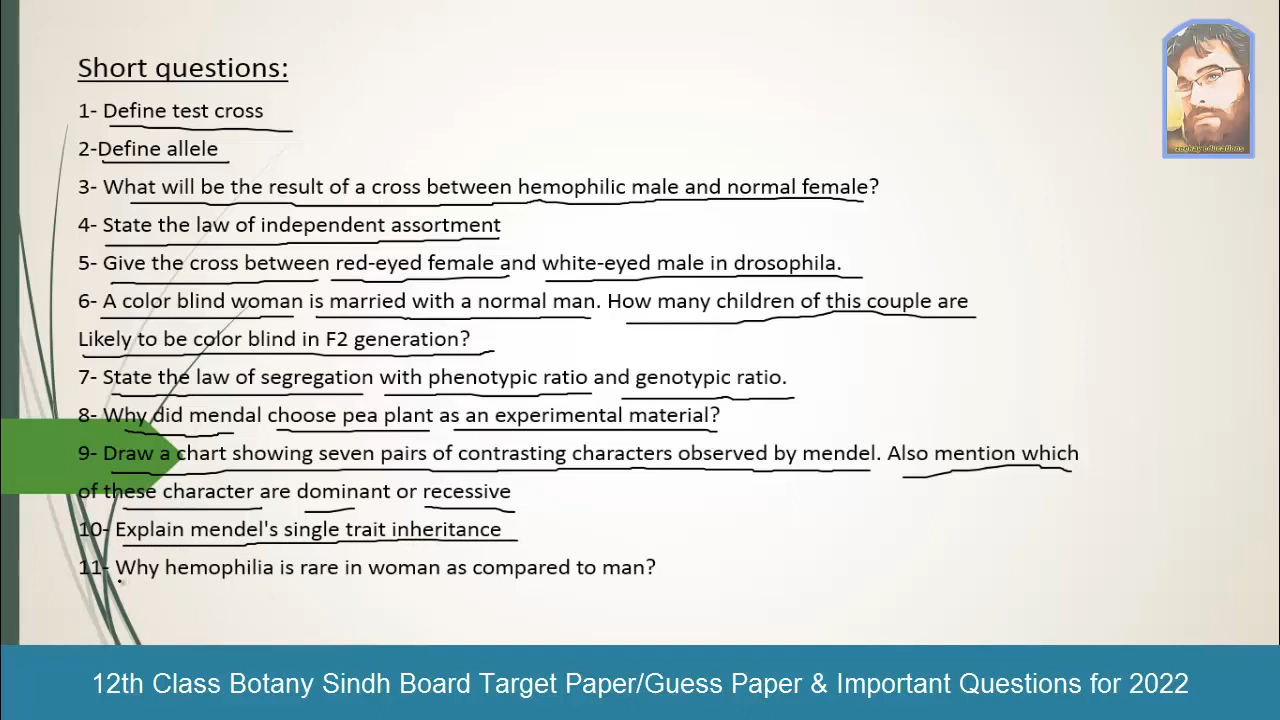 Short questions:
1- Define test cross
2-Define allele
3- What will be the result of a cross between hemophilic male and normal female?
4- State the law of independent assortment
5- Give the cross between red-eyed female and white-eyed male in drosophila.
6- A color blind woman is married with a normal man. How many children of this couple are
Likely to be color blind in F2 generation?
7- State the law of segregation with phenotypic ratio and genotypic ratio.
8- Why did mendal choose pea plant as an experimental material?
9- Draw a chart showing seven pairs of contrasting characters observed by mendel. Also mention which
of these character are dominant or recessive
10- Explain mendel's single trait inheritance
11- Why hemophilia is rare in woman as compared to man?
zeekay educations
12th Class Botany Sindh Board Target Paper/Guess Paper & Important Questions for 2022